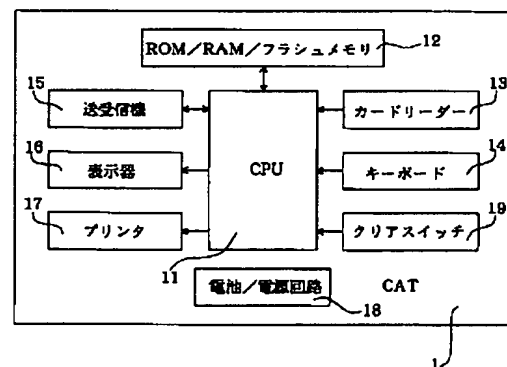 12
ROM/RAM/フラッシュメモリ
15
送受信機
13
カードリーダー
16
表示器
CPU
14
キーボード
17
プリンタ
19
クリアスイッチ
11
電池/電源回路
18
CAT
1